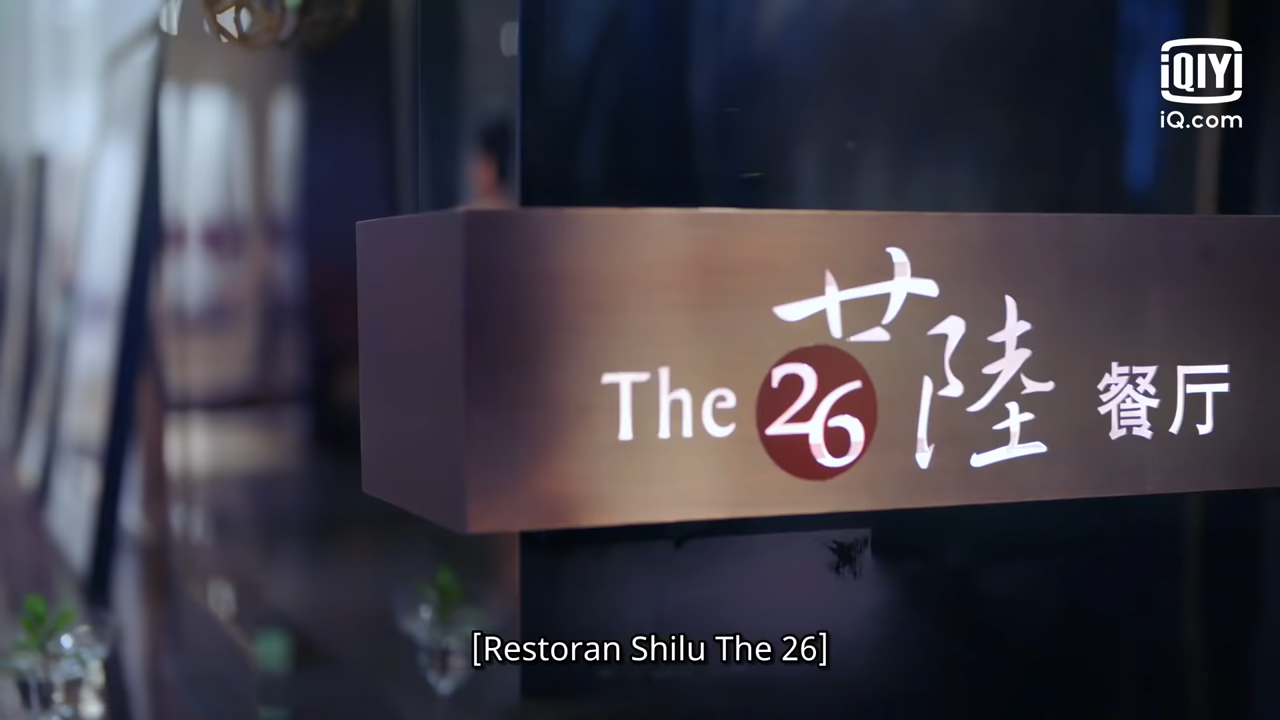 iQIYI
iQ.com
The 26 廿陸 餐厅
[Restoran Shilu The 26]